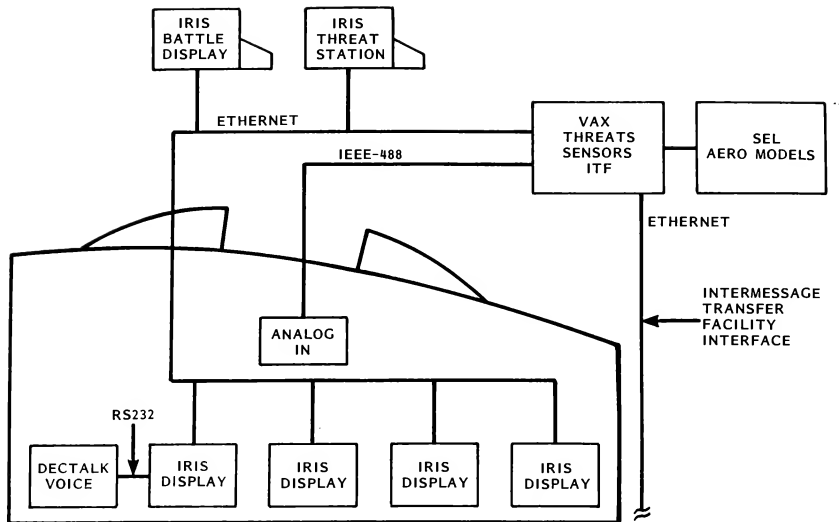 IRIS
BATTLE
DISPLAY
IRIS
THREAT
STATION
ETHERNET
IEEE-488
VAX
THREATS
SENSORS
ITF
SEL
AERO MODELS
ETHERNET
INTERMESSAGE
TRANSFER
FACILITY
INTERFACE
ANALOG
IN
RS232
DECTALK
VOICE
IRIS
DISPLAY
IRIS
DISPLAY
IRIS
DISPLAY
IRIS
DISPLAY